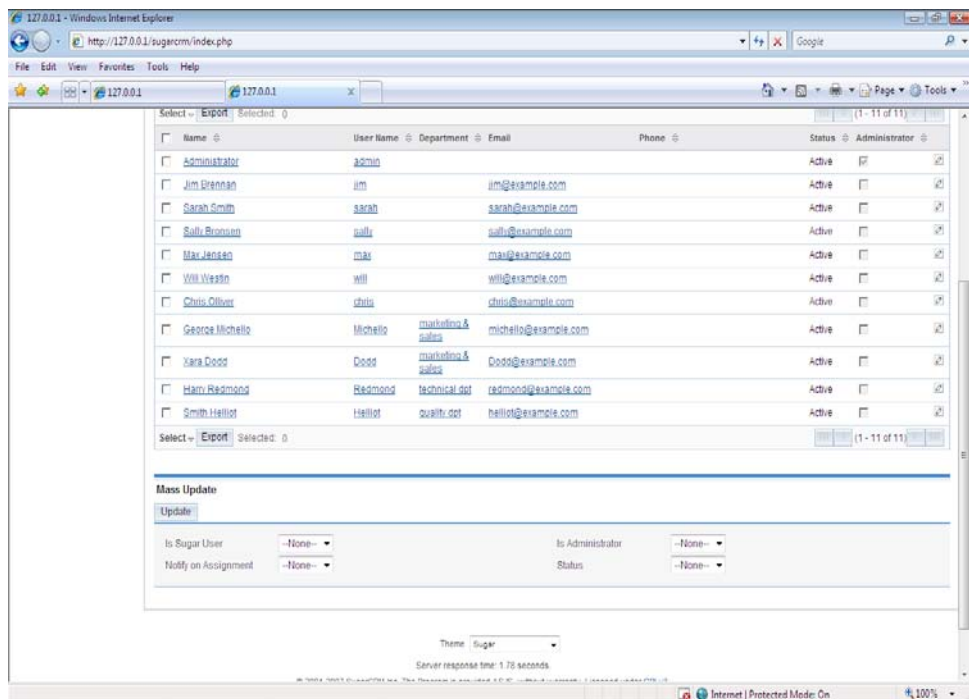 127.0.0.1 - Windows Internet Explorer
http://127.0.0.1/sugarcrm/index.php
Google
File Edit View Favorites Tools Help
127.0.0.1 127.0.0.1 x Page Tools
Select Export Selected: 0 (1 - 11 of 11)
Name User Name Department Email Phone Status Administrator
Administrator admin Active
Jim Brennan jim jim@example.com Active
Sarah Smith sarah sarah@example.com Active
Sally Bronsen sally sally@example.com Active
Max Jensen max max@example.com Active
Will Westin will will@example.com Active
Chris Olliver chris chris@example.com Active
George Michello Michello marketing & sales michello@example.com Active
Xara Dodd Dodd marketing & sales Dodd@example.com Active
Harry Redmond Redmond technical dpt redmond@example.com Active
Smith Helliot Helliot quality dpt helliot@example.com Active
Select Export Selected: 0 (1 - 11 of 11)
Mass Update
Update
Is Sugar User --None-- Is Administrator --None--
Notify on Assignment --None-- Status --None--
Theme: Sugar
Server response time: 1.78 seconds.
Internet | Protected Mode: On 100%